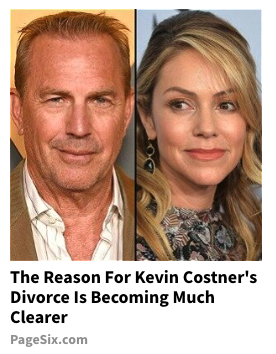 The Reason For Kevin Costner's
Divorce Is Becoming Much
Clearer
PageSix.com